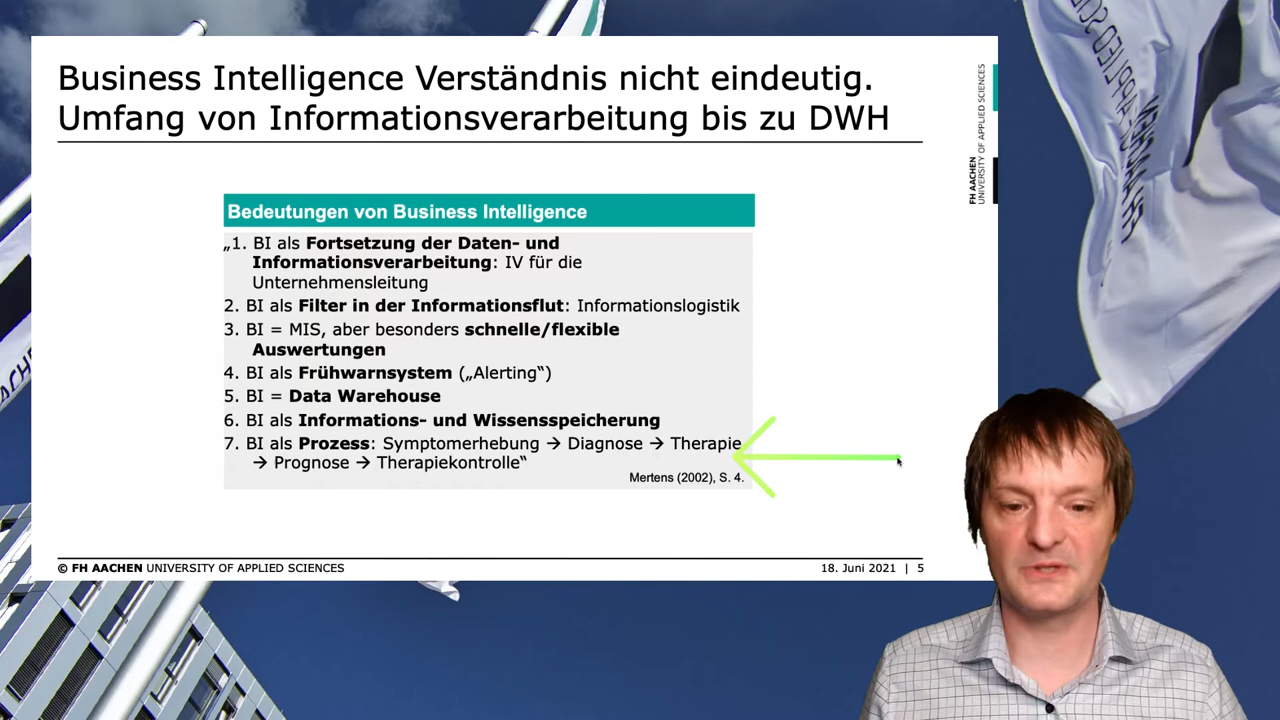 Business Intelligence Verständnis nicht eindeutig.
Umfang von Informationsverarbeitung bis zu DWH
FH AACHEN
UNIVERSITY OF APPLIED SCIENCES
Bedeutungen von Business Intelligence
„1. BI als Fortsetzung der Daten- und
Informationsverarbeitung: IV für die
Unternehmensleitung
2. BI als Filter in der Informationsflut: Informationslogistik
3. BI = MIS, aber besonders schnelle/flexible
Auswertungen
4. BI als Frühwarnsystem („Alerting“)
5. BI = Data Warehouse
6. BI als Informations- und Wissensspeicherung
7. BI als Prozess: Symptomerhebung → Diagnose → Therapie
→ Prognose → Therapiekontrolle“
Mertens (2002), S. 4.
© FH AACHEN UNIVERSITY OF APPLIED SCIENCES
18. Juni 2021 | 5
FH AACHEN